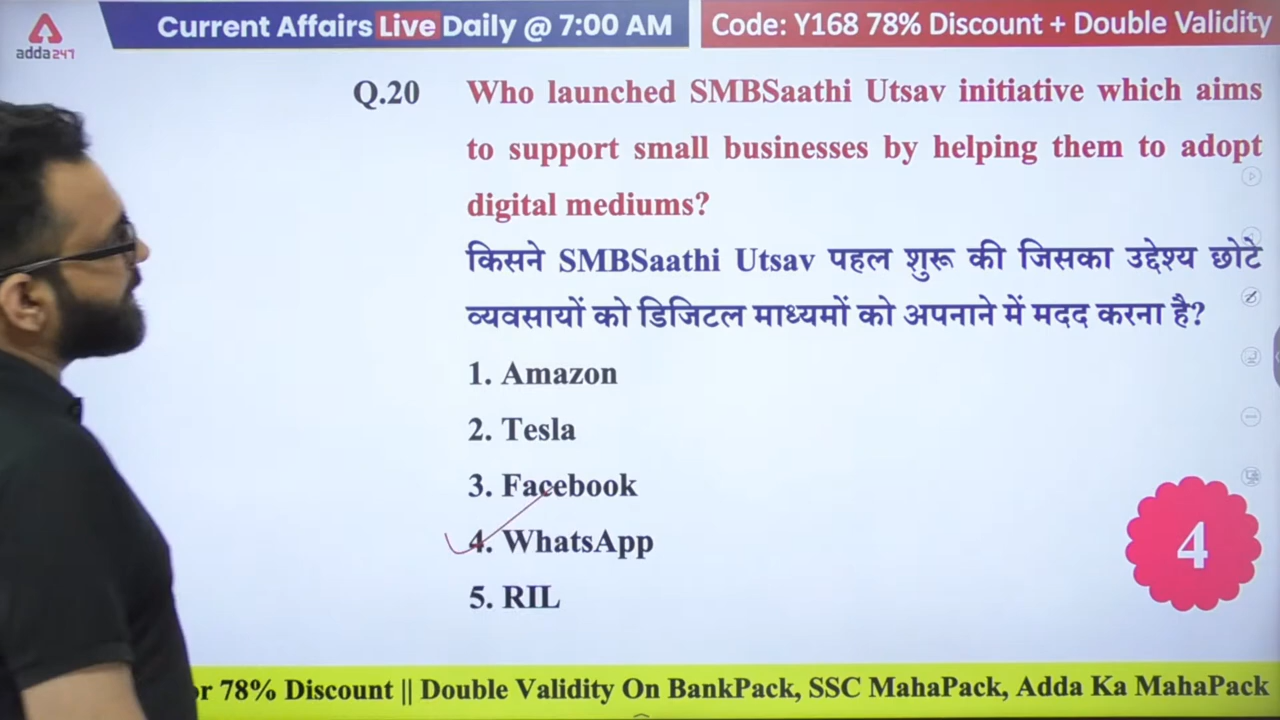 adda247
Current Affairs Live Daily @ 7:00 AM
Code: Y168 78% Discount + Double Validity
Q.20
Who launched SMBSaathi Utsav initiative which aims
to support small businesses by helping them to adopt
digital mediums?
किसने SMBSaathi Utsav पहल शुरू की जिसका उद्देश्य छोटे
व्यवसायों को डिजिटल माध्यमों को अपनाने में मदद करना है?
1. Amazon
2. Tesla
3. Facebook
4. WhatsApp
5. RIL
4
78% Discount || Double Validity On BankPack, SSC MahaPack, Adda Ka MahaPack